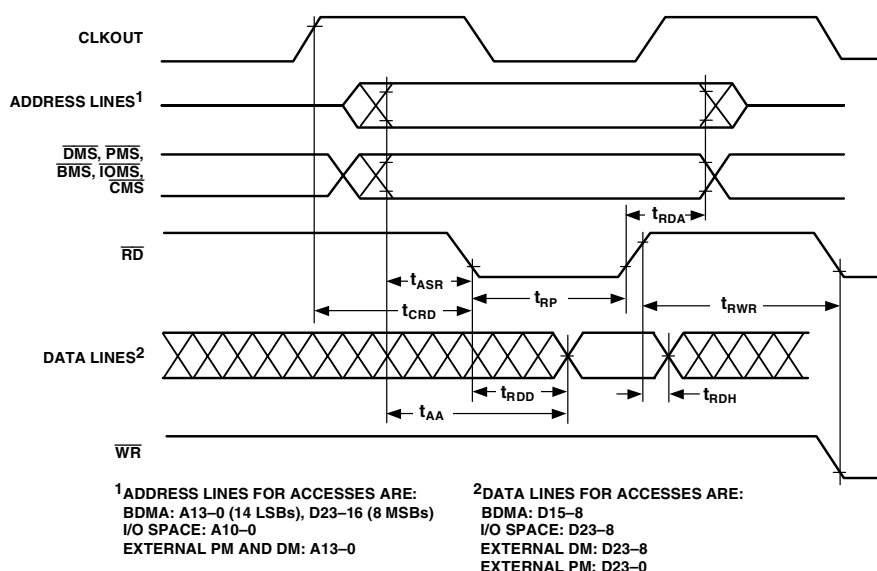 CLKOUT
ADDRESS LINES1
DMS, PMS,
BMS, IOMS,
CMS
tRDA
RD
tASR
tRP
tCRD
tRWR
DATA LINES2
tRDD
tRDH
tAA
WR
1ADDRESS LINES FOR ACCESSES ARE:
BDMA: A13–0 (14 LSBs), D23–16 (8 MSBs)
I/O SPACE: A10–0
EXTERNAL PM AND DM: A13–0
2DATA LINES FOR ACCESSES ARE:
BDMA: D15–8
I/O SPACE: D23–8
EXTERNAL DM: D23–8
EXTERNAL PM: D23–0